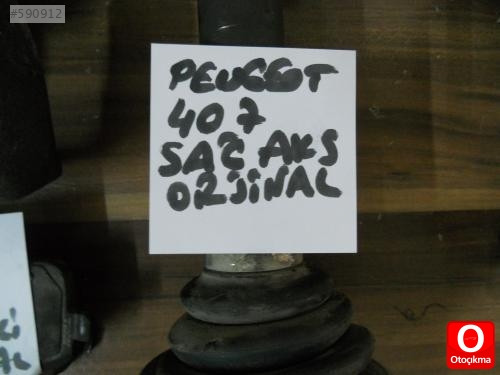 #590912
PEUGEOT
407
SAĞ AKS
ORJİNAL
Otoçıkma